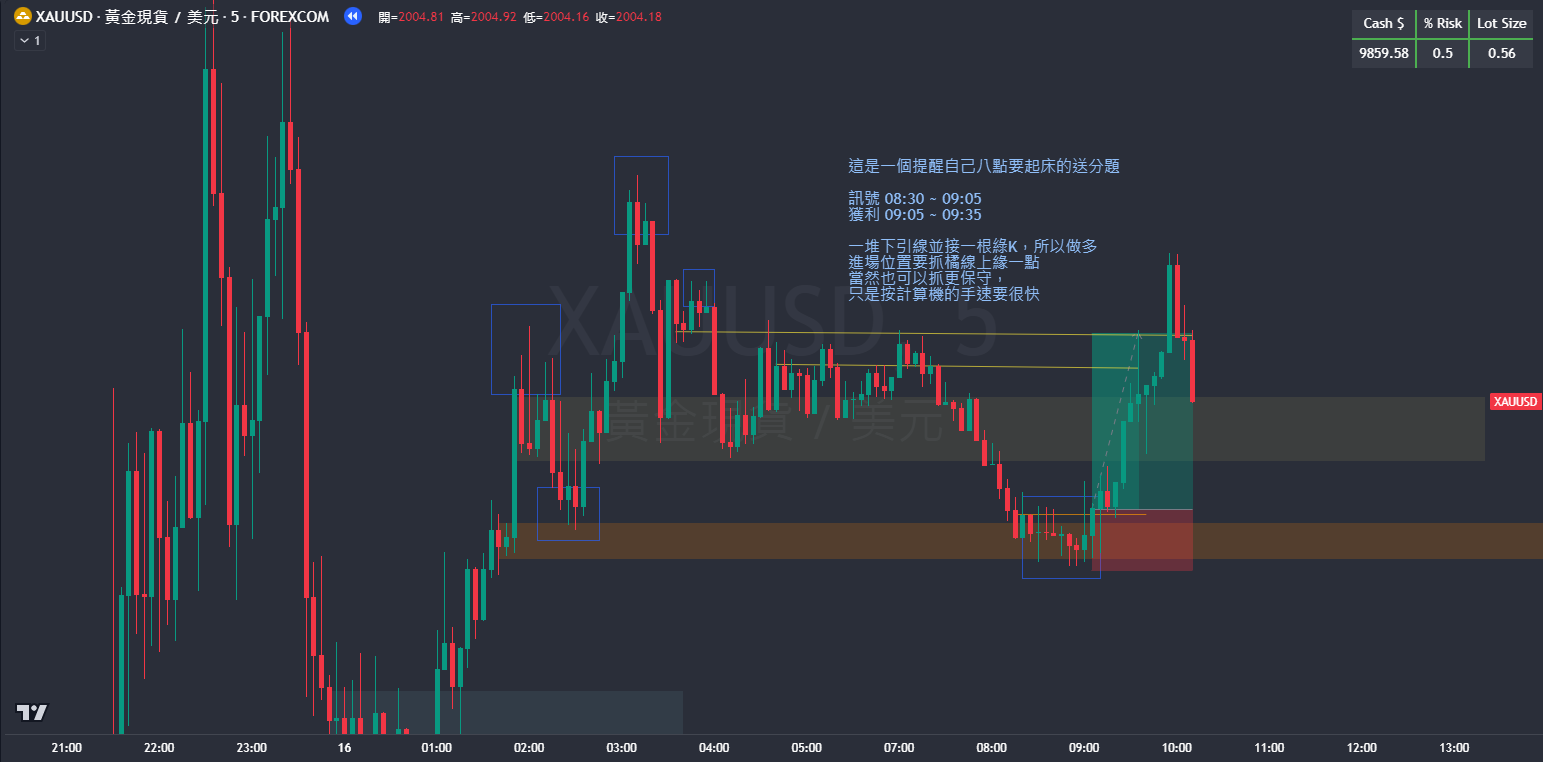 XAUUSD · 黃金現貨 / 美元 · 5 · FOREXCOM 開=2004.81 高=2004.92 低=2004.16 收=2004.18
1
Cash $ % Risk Lot Size
9859.58 0.5 0.56
這是一個提醒自己八點要起床的送分題
訊號 08:30 ~ 09:05
獲利 09:05 ~ 09:35
一堆下引線並接一根綠K，所以做多
進場位置要抓橘線上緣一點
當然也可以抓更保守，
只是按計算機的手速要很快
XAUUSD 5
黃金現貨 / 美元
XAUUSD
21:00 22:00 23:00 16 01:00 02:00 03:00 04:00 05:00 07:00 08:00 09:00 10:00 11:00 12:00 13:00